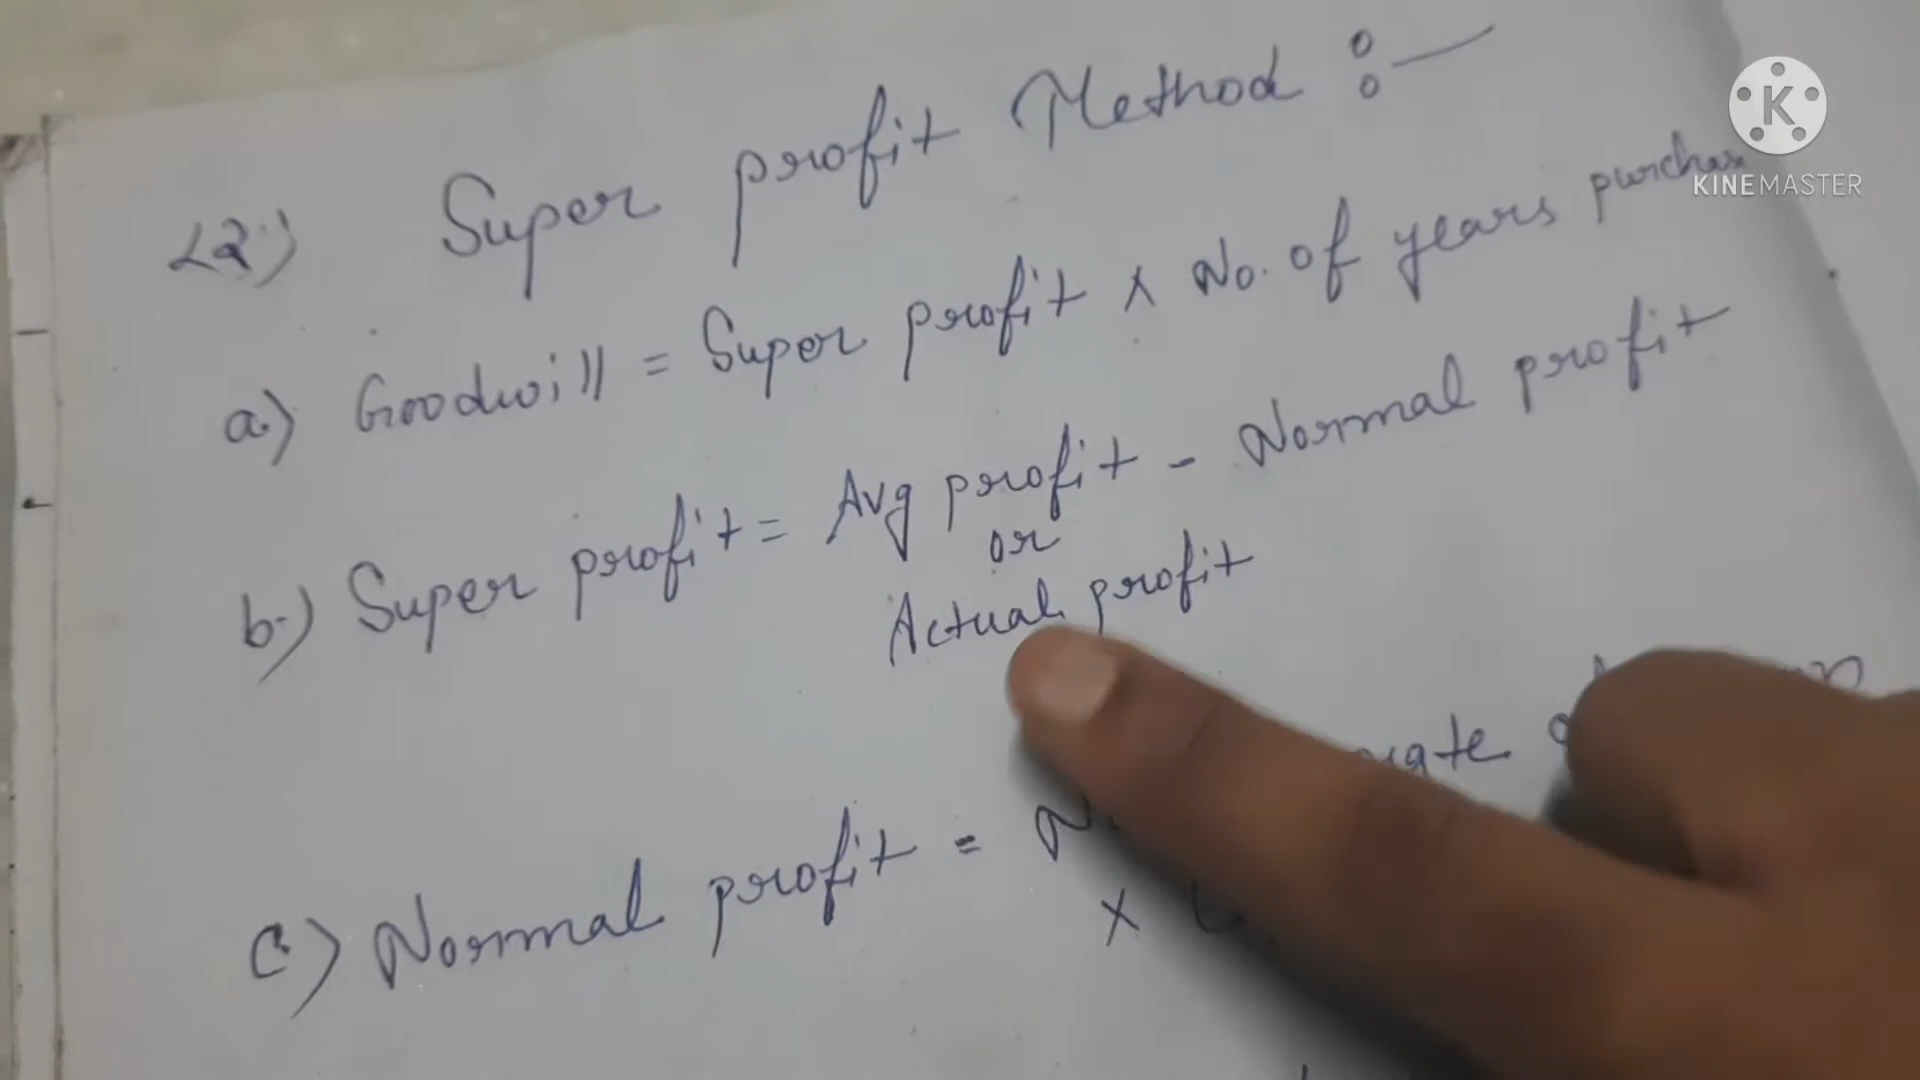 <2.) Super profit Method :-
a.) Goodwill = Super profit x No. of years purchase
b.) Super profit = Avg profit - Normal profit
or
Actual profit
c.) Normal profit = rate
x
K
KINEMASTER